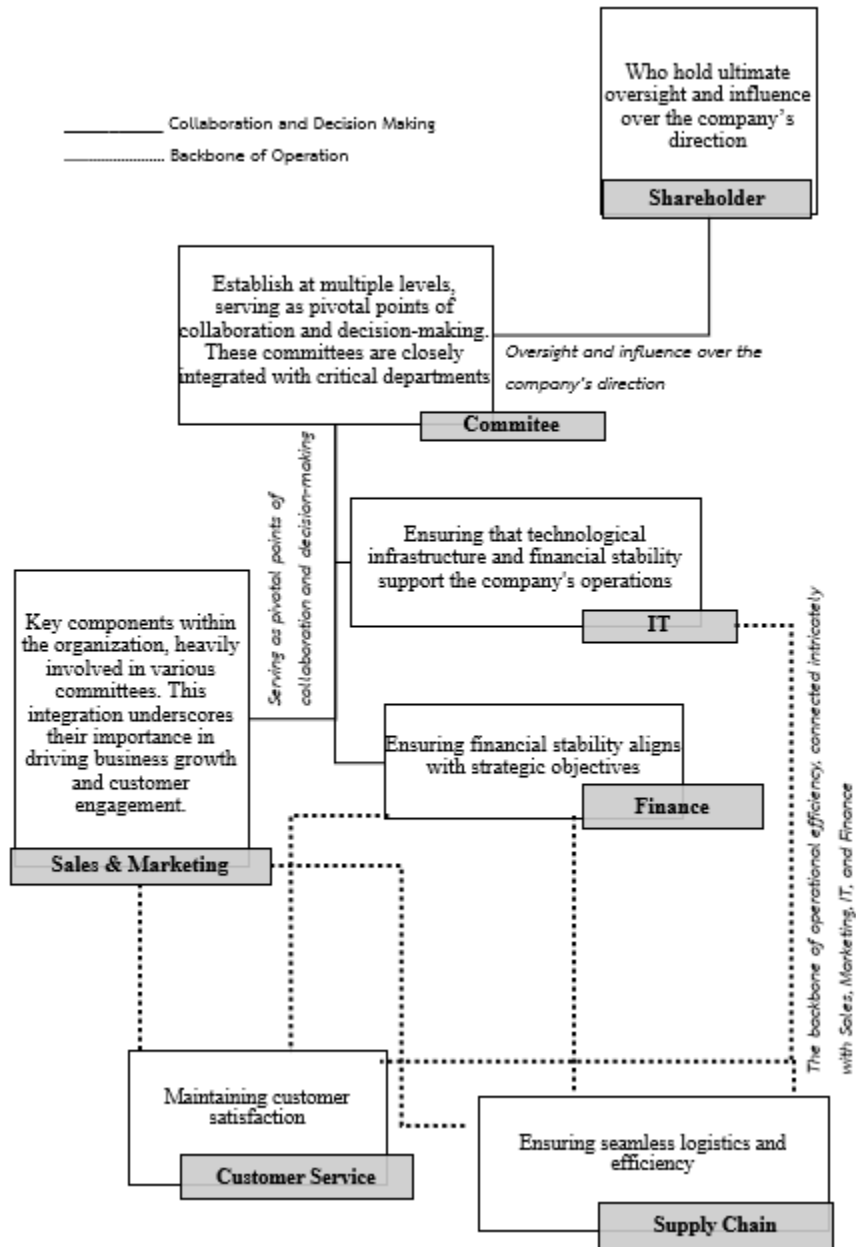 Who hold ultimate
oversight and influence
over the company's
direction
Shareholder
Collaboration and Decision Making
Backbone of Operation
Establish at multiple levels,
serving as pivotal points of
collaboration and decision-making.
These committees are closely
integrated with critical departments
Commitee
Oversight and influence over the
company's direction
Serving as pivotal points of
collaboration and decision-making
Ensuring that technological
infrastructure and financial stability
support the company's operations
IT
Key components within
the organization, heavily
involved in various
committees. This
integration underscores
their importance in
driving business growth
and customer
engagement.
Sales & Marketing
Ensuring financial stability aligns
with strategic objectives
Finance
The backbone of operational efficiency, connected intricately
with Sales, Marketing, IT, and Finance
Maintaining customer
satisfaction
Customer Service
Ensuring seamless logistics and
efficiency
Supply Chain